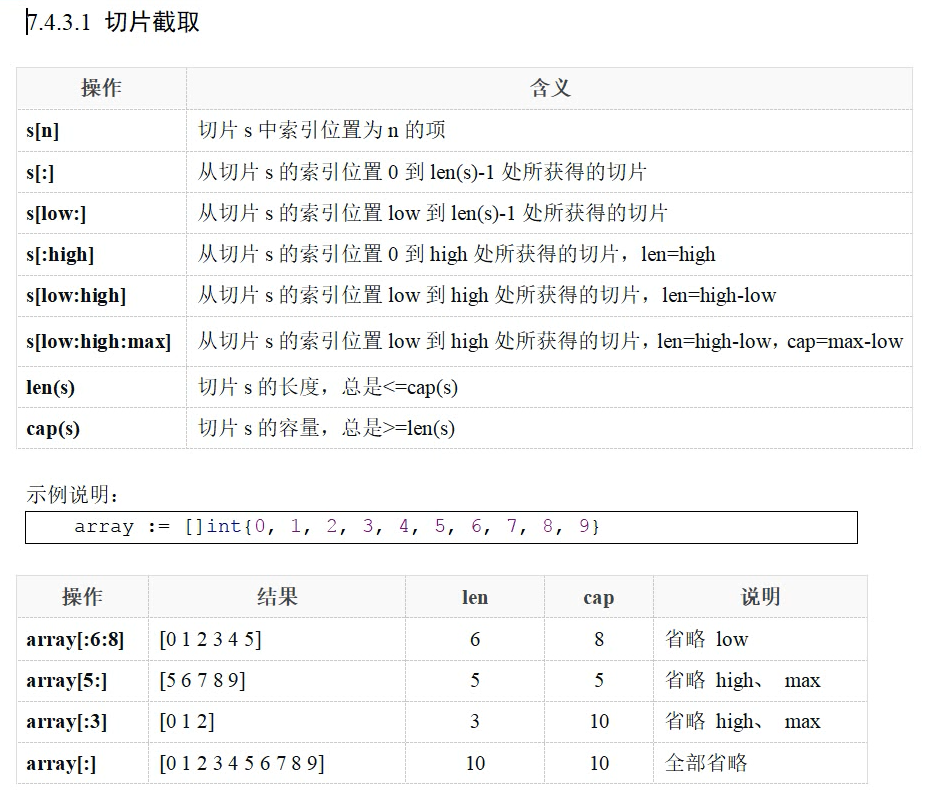 7.4.3.1 切片截取
操作 含义
s[n] 切片 s 中索引位置为 n 的项
s[:] 从切片 s 的索引位置 0 到 len(s)-1 处所获得的切片
s[low:] 从切片 s 的索引位置 low 到 len(s)-1 处所获得的切片
s[:high] 从切片 s 的索引位置 0 到 high 处所获得的切片，len=high
s[low:high] 从切片 s 的索引位置 low 到 high 处所获得的切片，len=high-low
s[low:high:max] 从切片 s 的索引位置 low 到 high 处所获得的切片，len=high-low，cap=max-low
len(s) 切片 s 的长度，总是<=cap(s)
cap(s) 切片 s 的容量，总是>=len(s)
示例说明：
array := []int{0, 1, 2, 3, 4, 5, 6, 7, 8, 9}
操作 结果 len cap 说明
array[:6:8] [0 1 2 3 4 5] 6 8 省略 low
array[5:] [5 6 7 8 9] 5 5 省略 high、 max
array[:3] [0 1 2] 3 10 省略 high、 max
array[:] [0 1 2 3 4 5 6 7 8 9] 10 10 全部省略